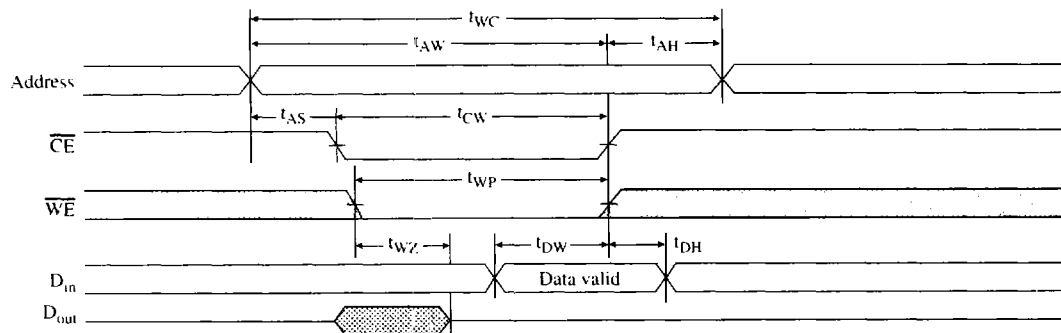 tWC
tAW tAH
Address
tAS tCW
CE
tWP
WE
tWZ tDW tDH
Din Data valid
Dout